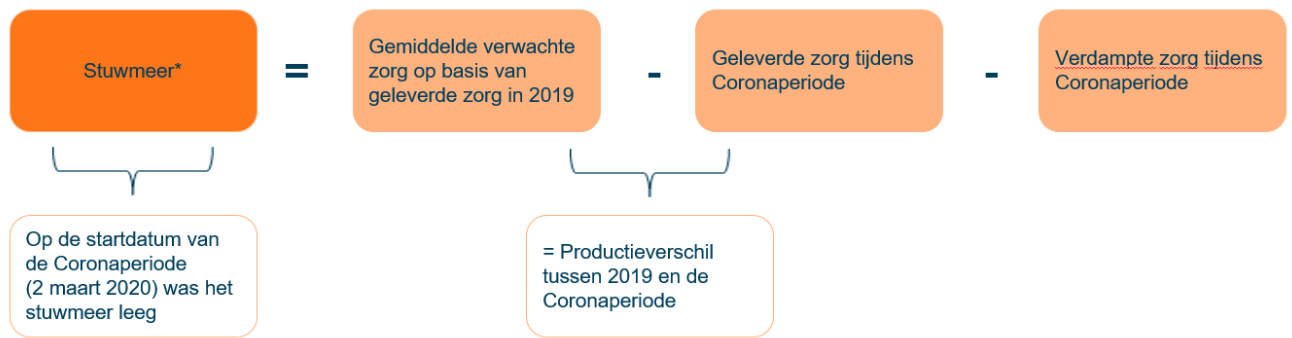 Stuwmeer*
=
Gemiddelde verwachte
zorg op basis van
geleverde zorg in 2019
-
Geleverde zorg tijdens
Coronaperiode
-
Verdampte zorg tijdens
Coronaperiode
Op de startdatum van
de Coronaperiode
(2 maart 2020) was het
stuwmeer leeg
= Productieverschil
tussen 2019 en de
Coronaperiode